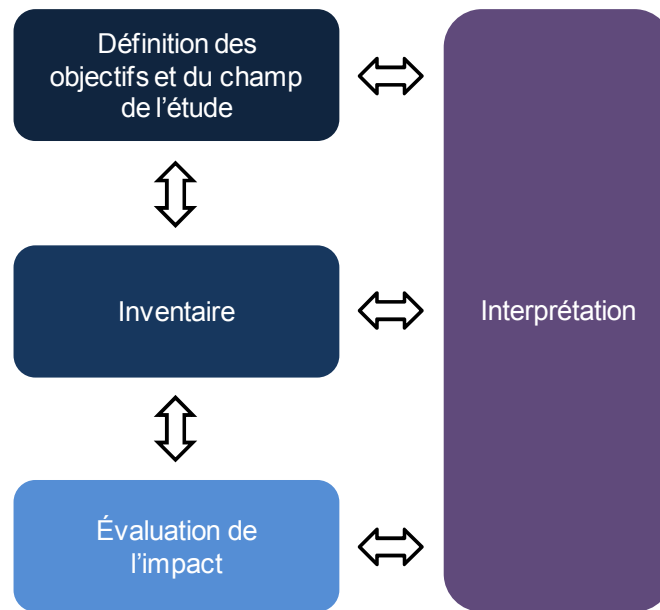 Définition des
objectifs et du champ
de l’étude
Inventaire
Interprétation
Évaluation de
l’impact